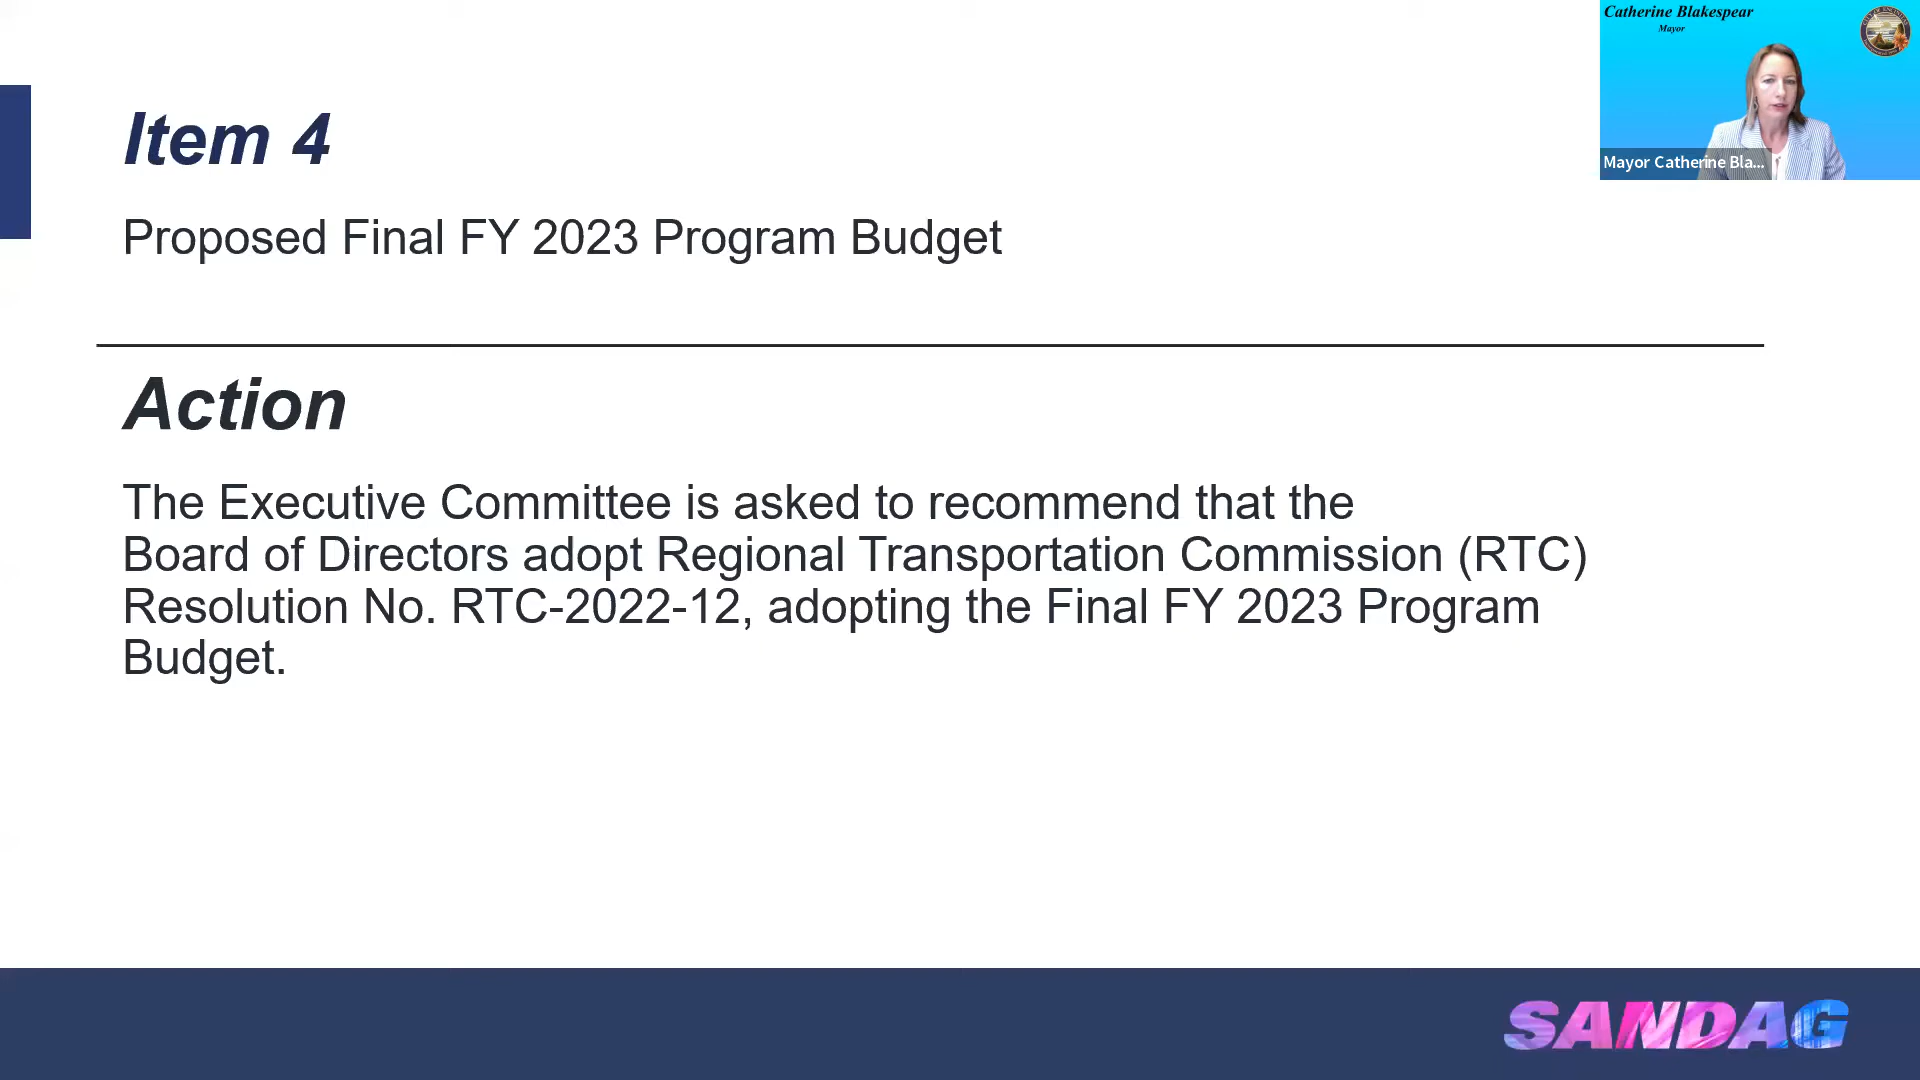 Catherine Blakespear
Mayor
Mayor Catherine Bla...
Item 4
Proposed Final FY 2023 Program Budget
Action
The Executive Committee is asked to recommend that the
Board of Directors adopt Regional Transportation Commission (RTC)
Resolution No. RTC-2022-12, adopting the Final FY 2023 Program
Budget.
SANDAG